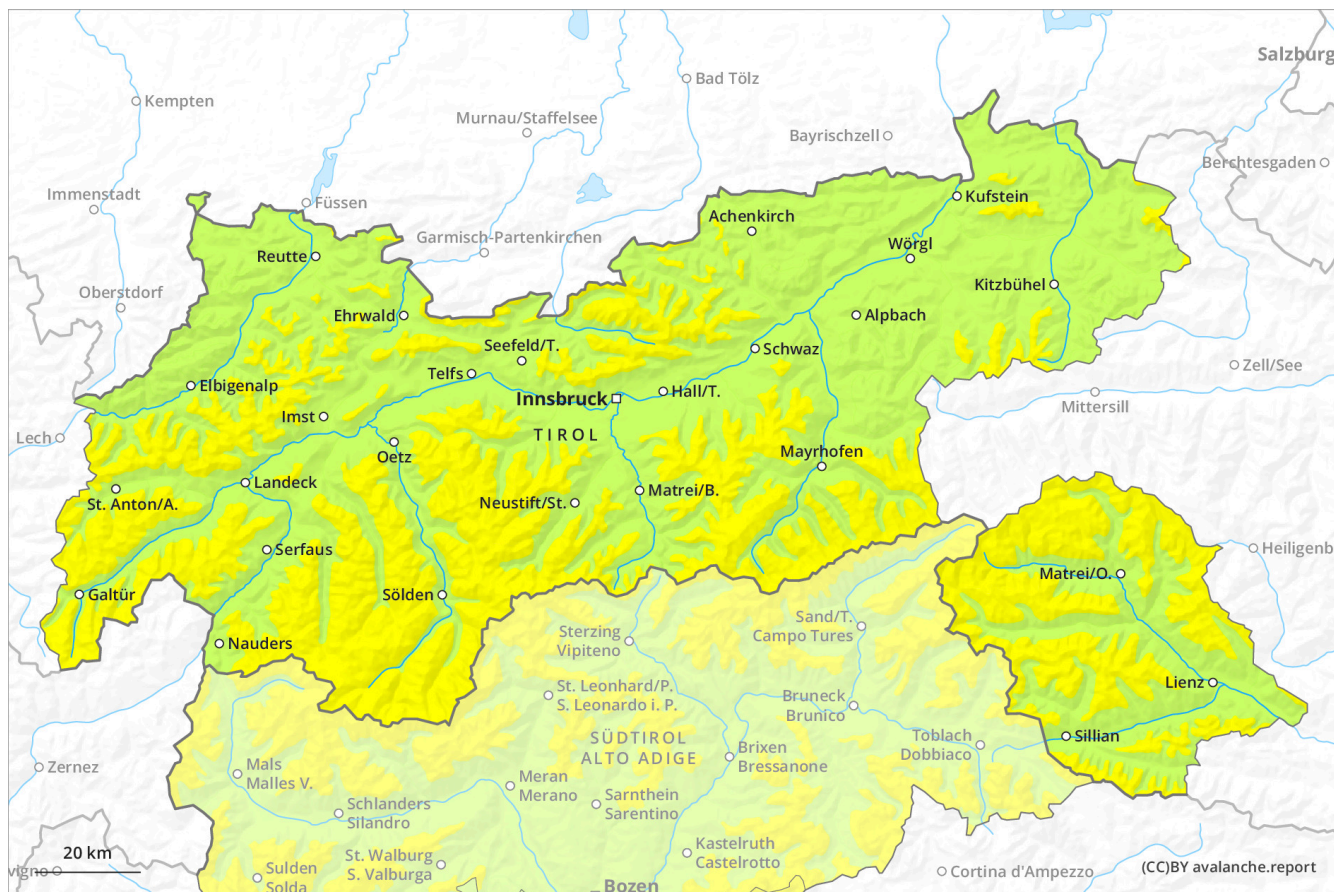 Salzburg
Kempten
Bad Tölz
Murnau/Staffelsee
Bayrischzell
Berchtesgaden
Immenstadt
Füssen
Kufstein
Achenkirch
Garmisch-Partenkirchen
Wörgl
Reutte
Oberstdorf
Kitzbühel
Ehrwald
Alpbach
Seefeld/T.
Schwaz
Zell/See
Telfs
Elbigenalp
Innsbruck
Hall/T.
Mittersill
Imst
Lech
TIROL
Oetz
Mayrhofen
Landeck
St. Anton/A.
Neustift/St.
Matrei/B.
Serfaus
Heiligenb
Matrei/O.
Galtür
Sölden
Sand/T.
Campo Tures
Sterzing
Vipiteno
Nauders
Lienz
St. Leonhard/P.
S. Leonardo i. P.
Bruneck
Brunico
Sillian
SÜDTIROL
ALTO ADIGE
Toblach
Dobbiaco
Brixen
Bressanone
Zernez
Mals
Malles V.
Meran
Merano
Schlanders
Silandro
Sarnthein
Sarentino
20 km
St. Walburg
S. Valburga
Kastelruth
Castelrotto
vigno
Sulden
Solda
Cortina d'Ampezzo
(CC)BY avalanche.report
Bozen